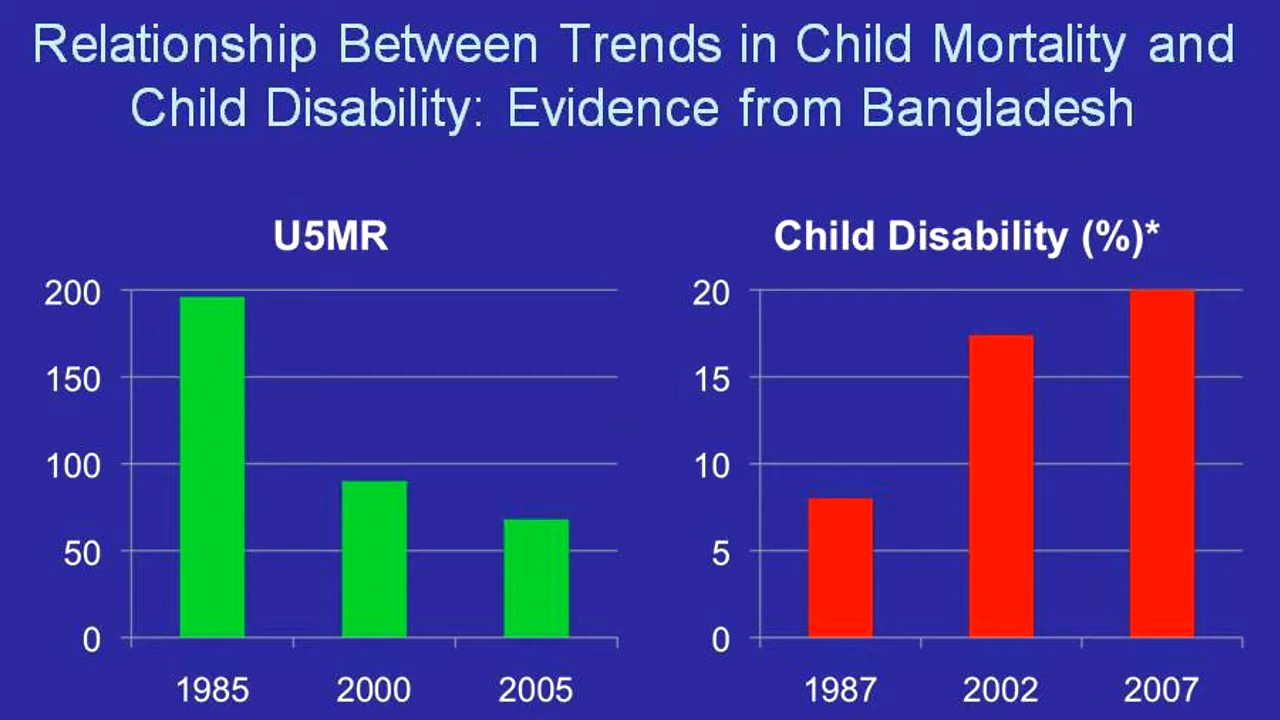 Relationship Between Trends in Child Mortality and
Child Disability: Evidence from Bangladesh
U5MR
200
150
100
50
0
1985 2000 2005
Child Disability (%)*
20
15
10
5
0
1987 2002 2007